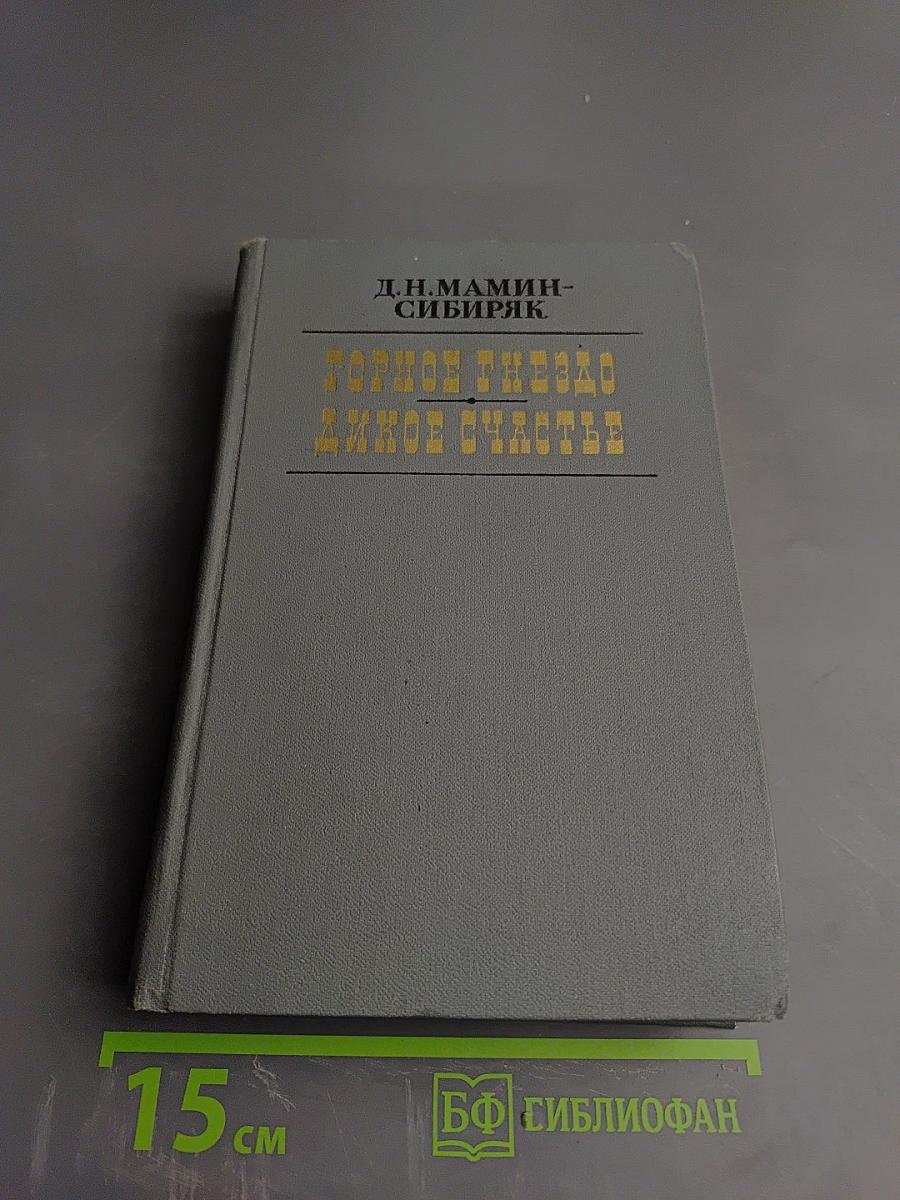 Д.Н.МАМИН-
СИБИРЯК
ГОРНОЕ ГНЕЗДО
ДИКОЕ СЧАСТЬЕ
15 см
БФ БИБЛИОФАН